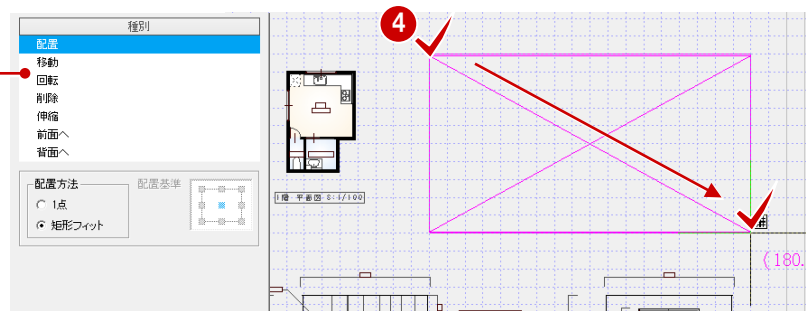 種別
配置
移動
回転
削除
伸縮
前面へ
背面へ
配置方法
配置基準
1点
矩形フィット
4
1階 平面図 S:1/100
(180.